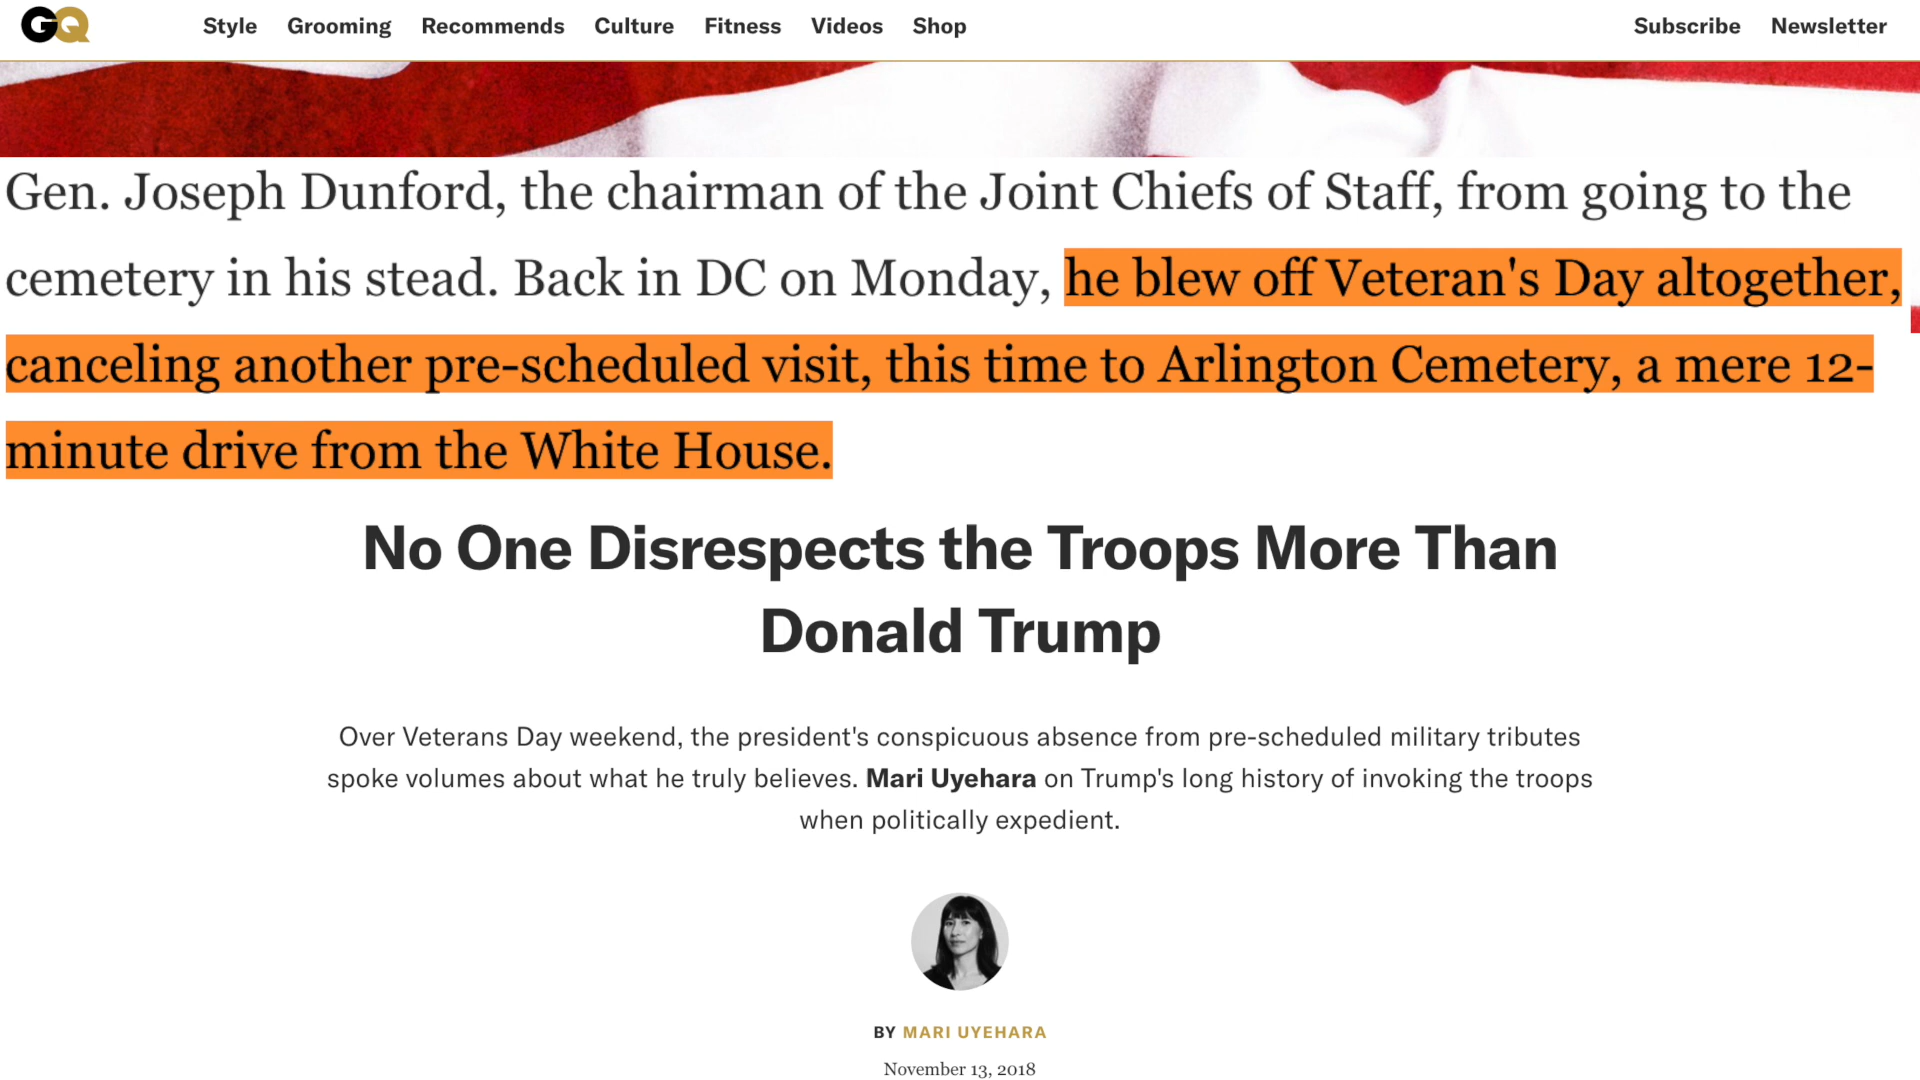 GQ
Style
Grooming
Recommends
Culture
Fitness
Videos
Shop
Subscribe
Newsletter
Gen. Joseph Dunford, the chairman of the Joint Chiefs of Staff, from going to the
cemetery in his stead. Back in DC on Monday, he blew off Veteran's Day altogether,
canceling another pre-scheduled visit, this time to Arlington Cemetery, a mere 12-
minute drive from the White House.
No One Disrespects the Troops More Than
Donald Trump
Over Veterans Day weekend, the president's conspicuous absence from pre-scheduled military tributes
spoke volumes about what he truly believes. Mari Uyehara on Trump's long history of invoking the troops
when politically expedient.
BY MARI UYEHARA
November 13, 2018